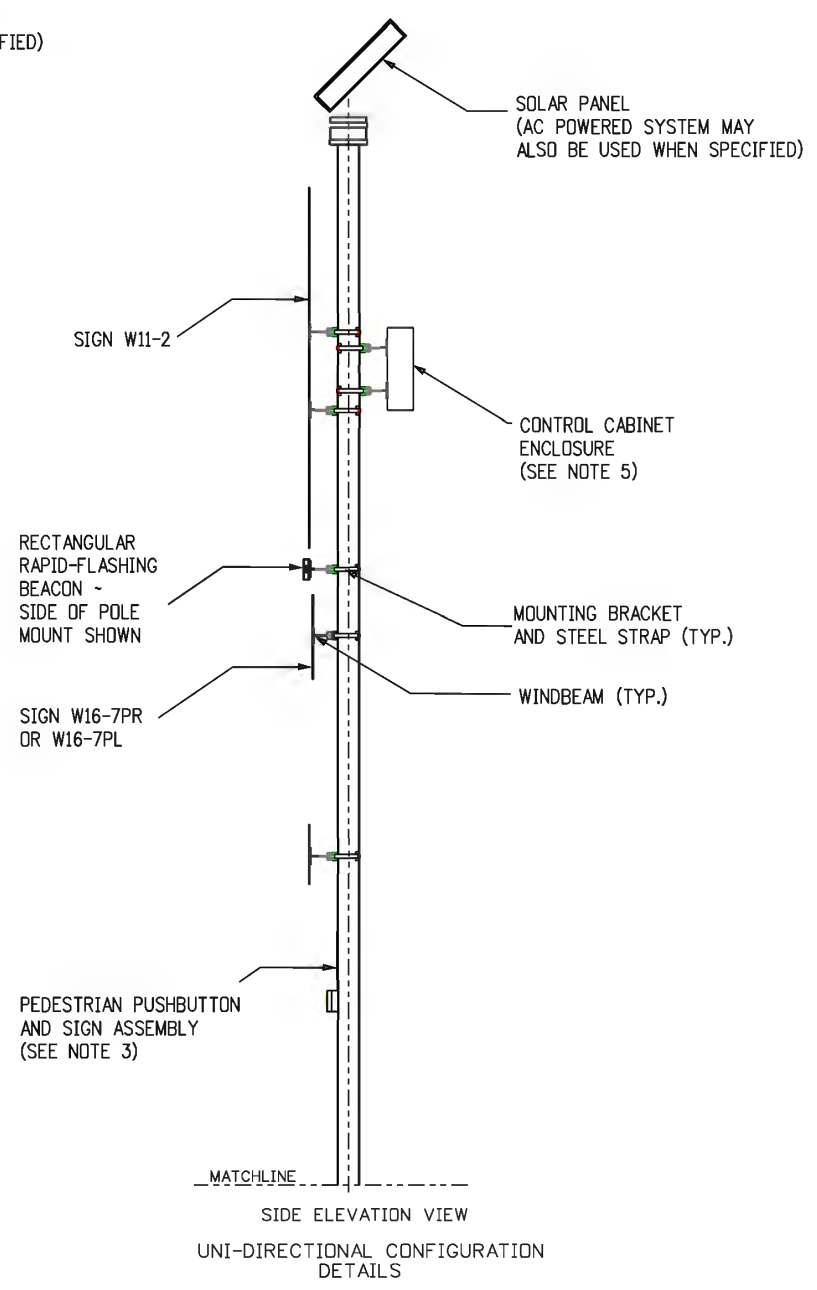 FIED)
SOLAR PANEL
(AC POWERED SYSTEM MAY
ALSO BE USED WHEN SPECIFIED)
SIGN W11-2
CONTROL CABINET
ENCLOSURE
(SEE NOTE 5)
RECTANGULAR
RAPID-FLASHING
BEACON ~
SIDE OF POLE
MOUNT SHOWN
MOUNTING BRACKET
AND STEEL STRAP (TYP.)
WINDBEAM (TYP.)
SIGN W16-7PR
OR W16-7PL
PEDESTRIAN PUSHBUTTON
AND SIGN ASSEMBLY
(SEE NOTE 3)
MATCHLINE
SIDE ELEVATION VIEW
UNI-DIRECTIONAL CONFIGURATION
DETAILS